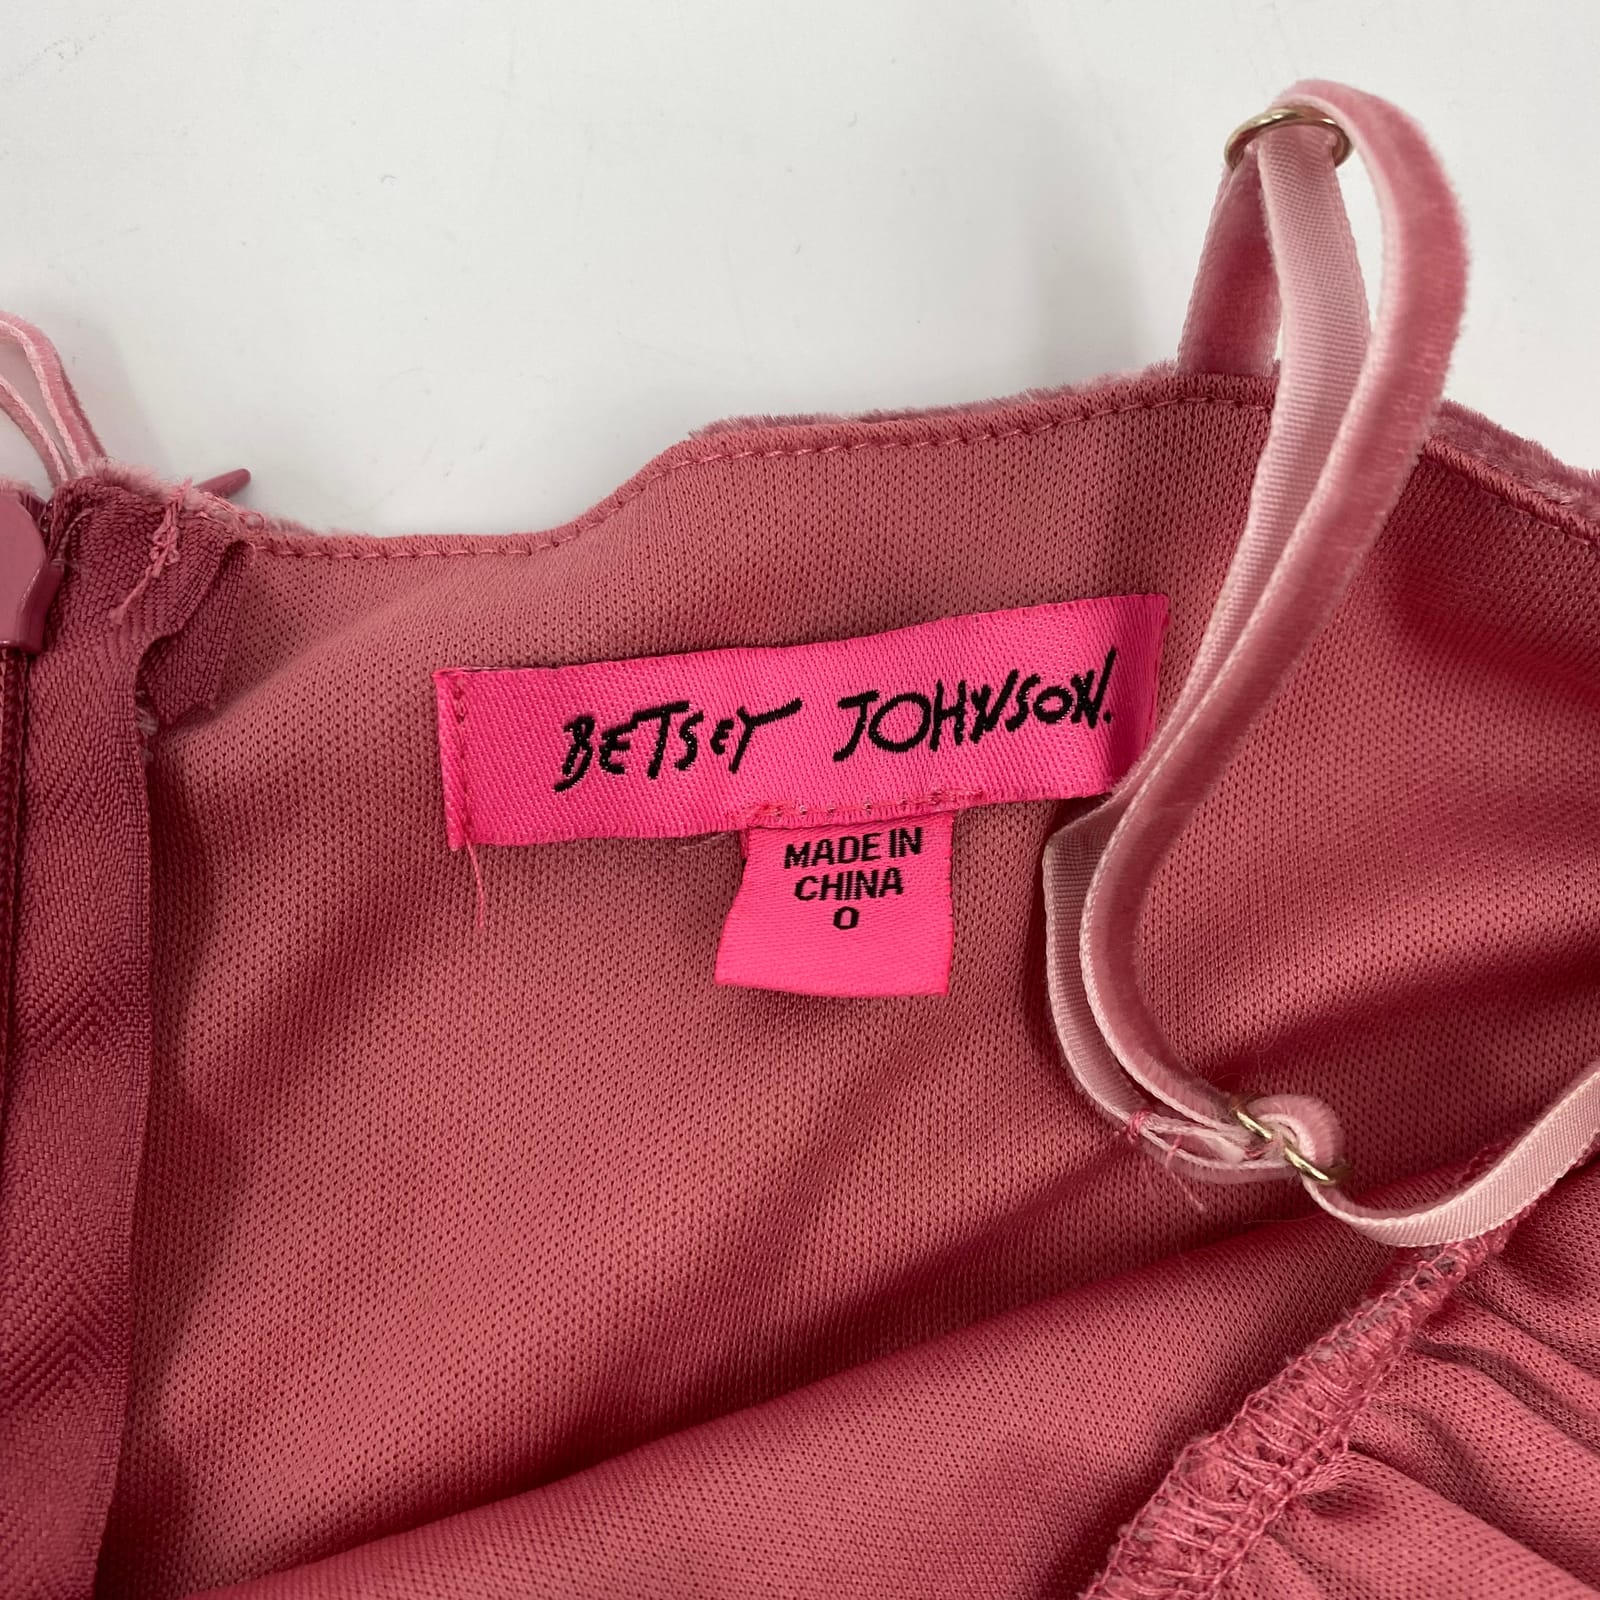 BETSEY JOHNSON.
MADE IN
CHINA
0